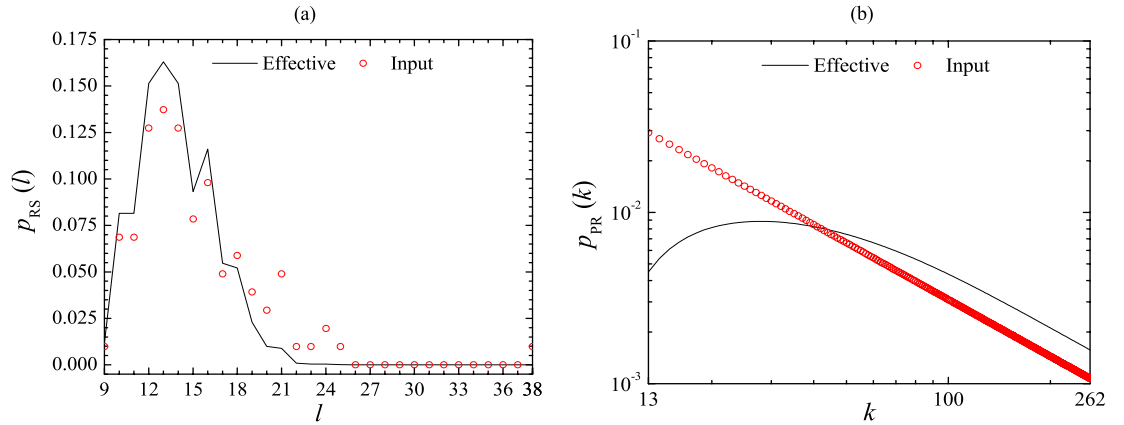 (a)
0.175
0.150
0.125
0.100
0.075
0.050
0.025
0.000
p_RS(l)
Effective Input
9 12 15 18 21 24 27 30 33 36 38
l
(b)
10^-1
10^-2
10^-3
p_PR(k)
Effective Input
13 100 262
k